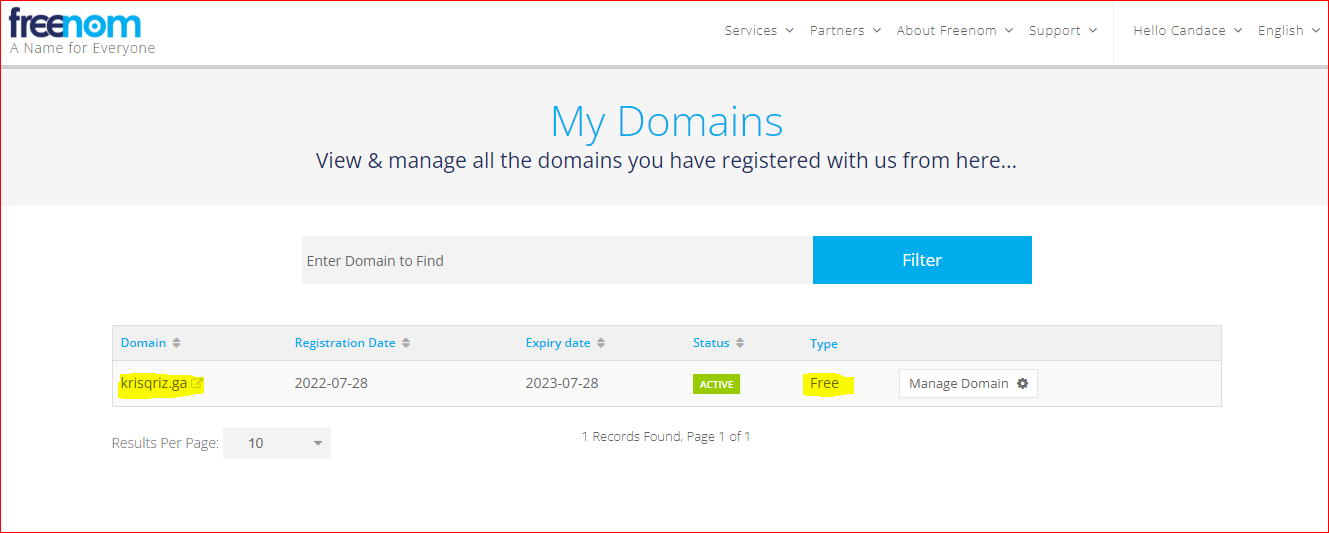 freenom
A Name for Everyone
Services Partners About Freenom Support Hello Candace English
My Domains
View & manage all the domains you have registered with us from here...
Enter Domain to Find Filter
Domain Registration Date Expiry date Status Type
krisqriz.ga 2022-07-28 2023-07-28 ACTIVE Free Manage Domain
Results Per Page: 10 1 Records Found, Page 1 of 1